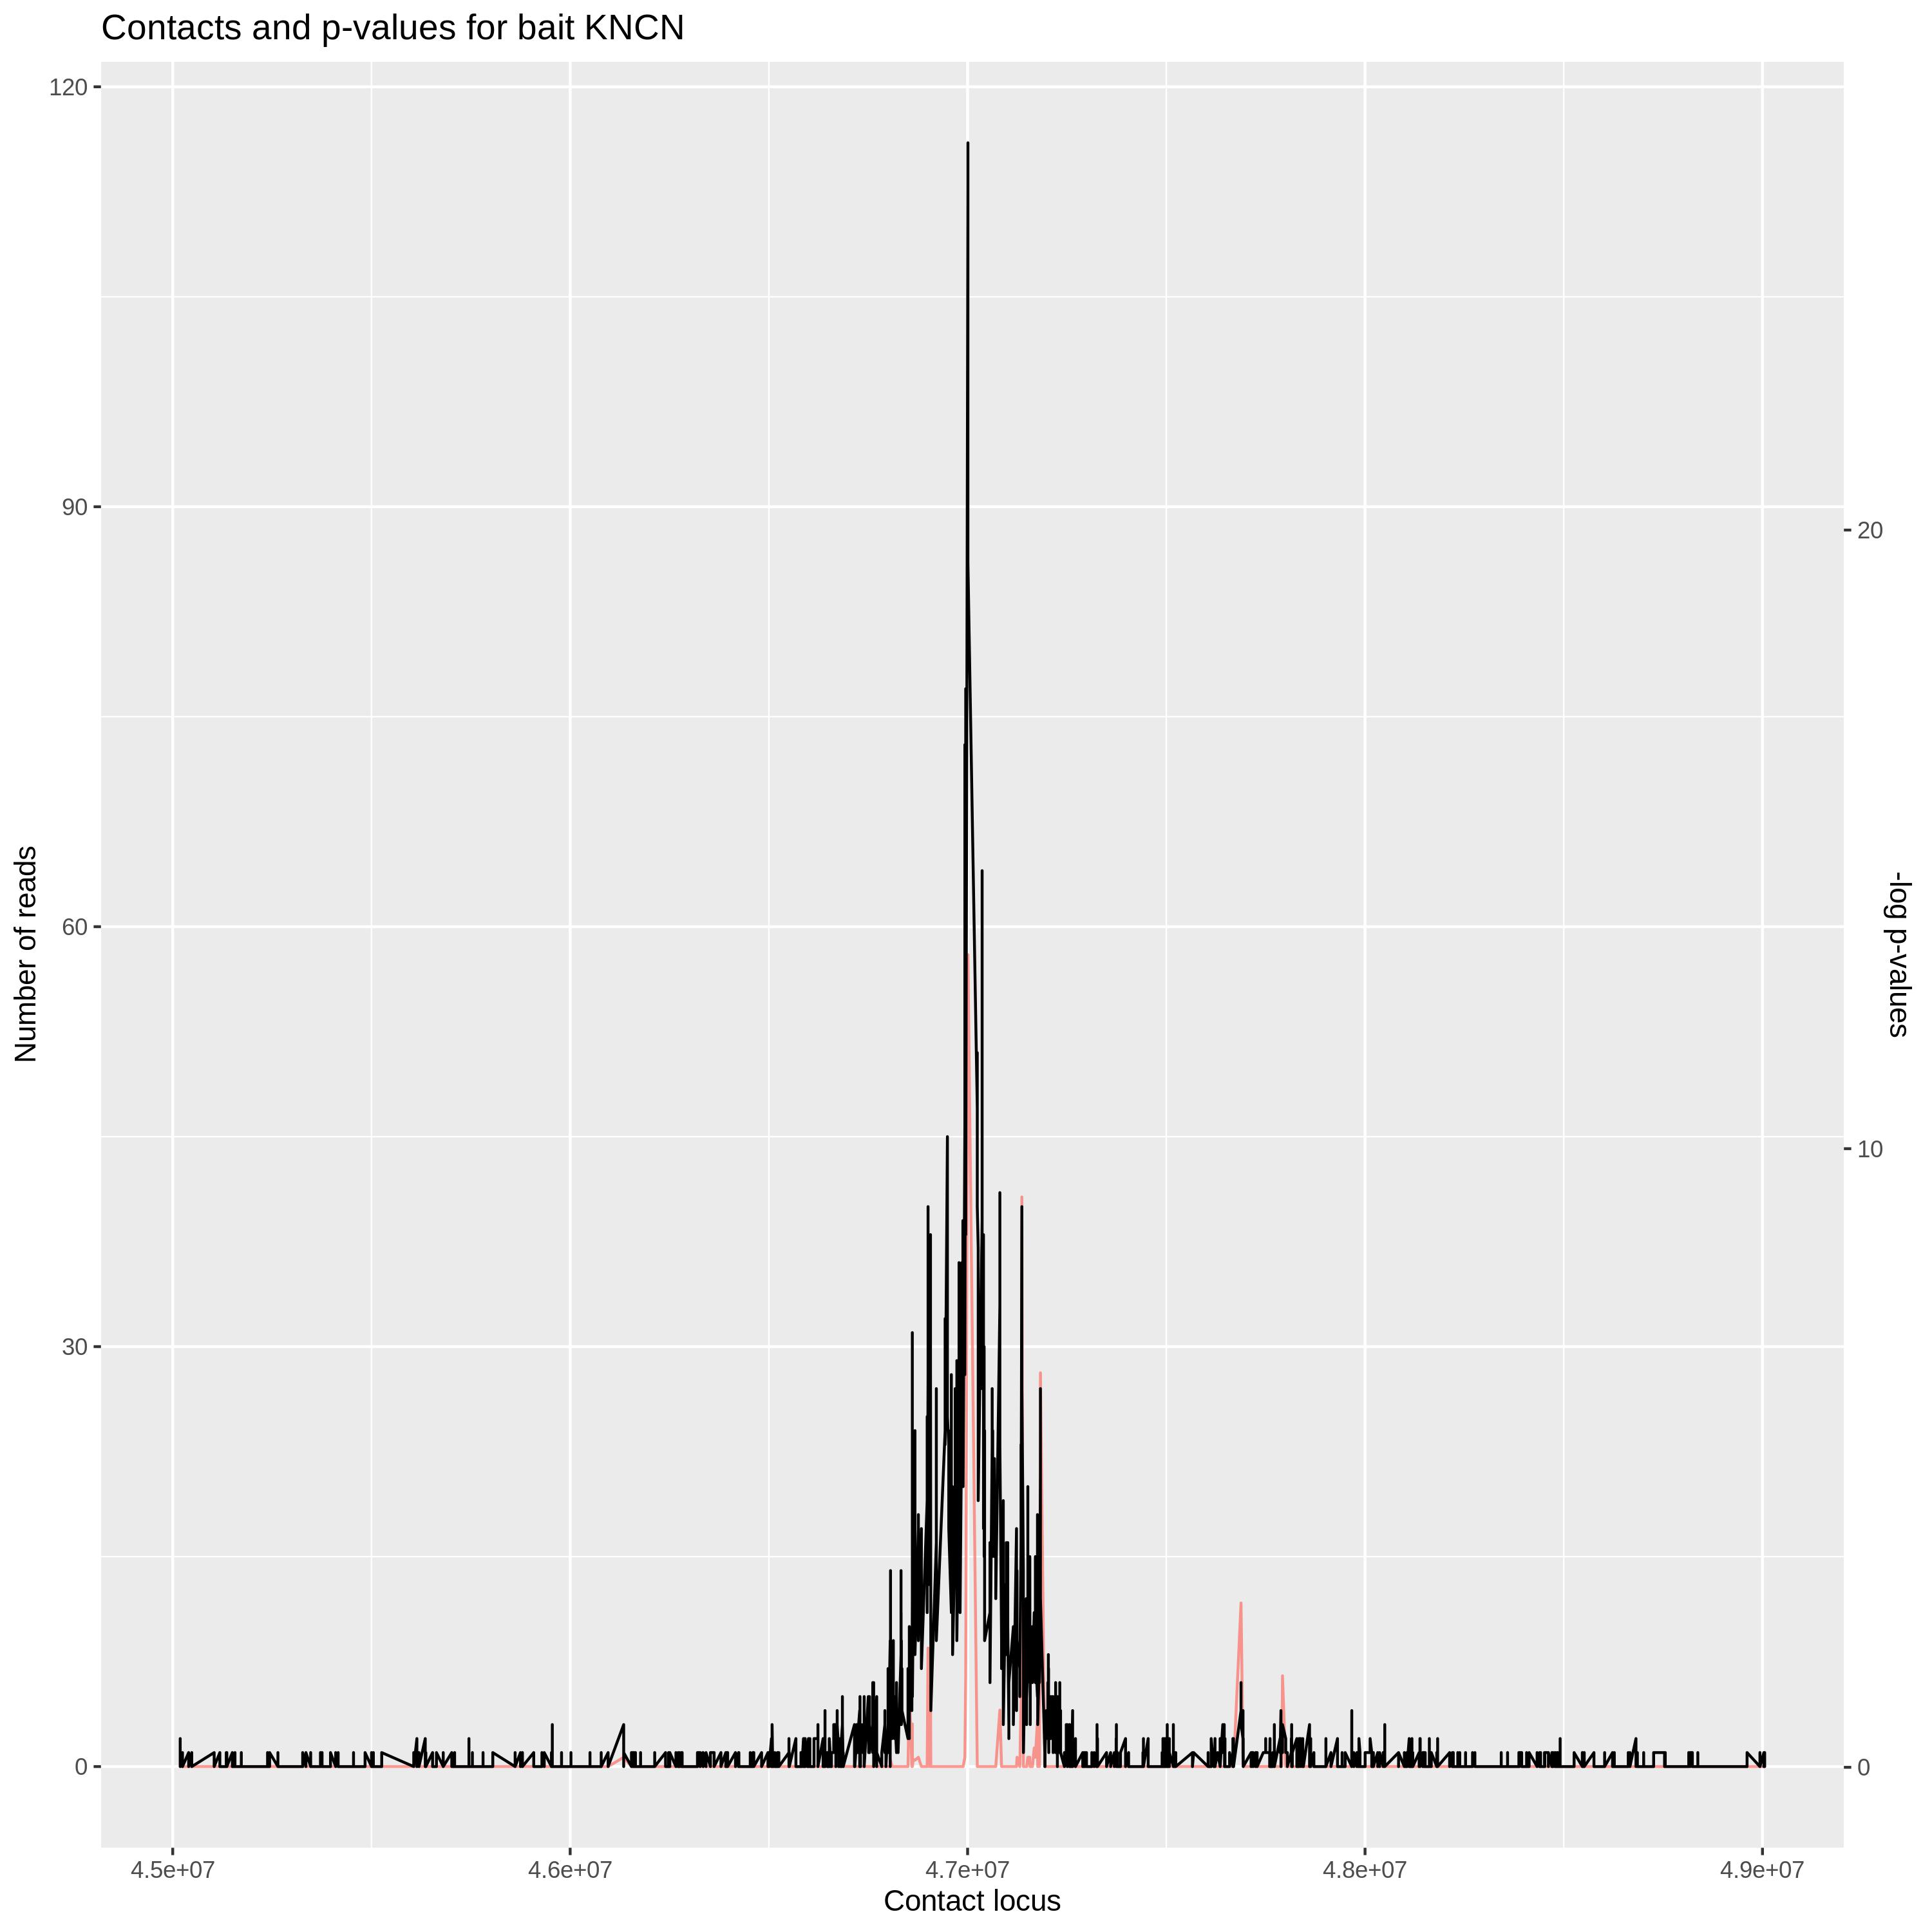 Contacts and p-values for bait KNCN
120
90
60
30
0
Number of reads
20
10
0
-log p-values
4.5e+07
4.6e+07
4.7e+07
4.8e+07
4.9e+07
Contact locus